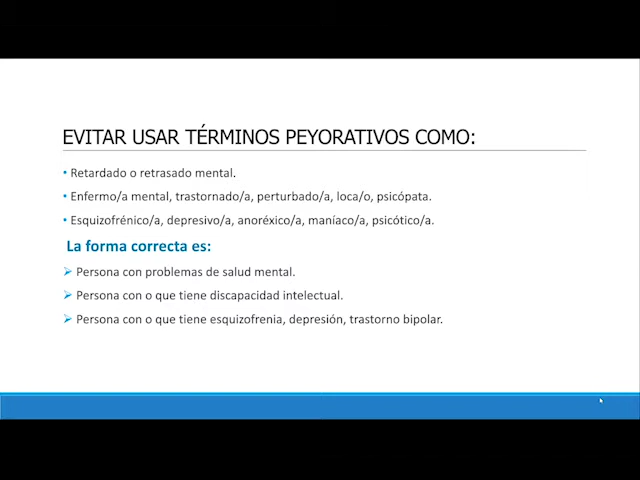 EVITAR USAR TÉRMINOS PEYORATIVOS COMO:
• Retardado o retrasado mental.
• Enfermo/a mental, trastornado/a, perturbado/a, loca/o, psicópata.
• Esquizofrénico/a, depresivo/a, anoréxico/a, maníaco/a, psicótico/a.
La forma correcta es:
➢ Persona con problemas de salud mental.
➢ Persona con o que tiene discapacidad intelectual.
➢ Persona con o que tiene esquizofrenia, depresión, trastorno bipolar.